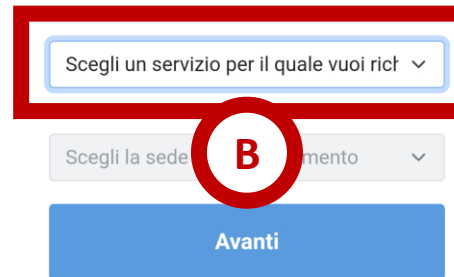 Scegli un servizio per il quale vuoi rich
Scegli la sede B mento
Avanti